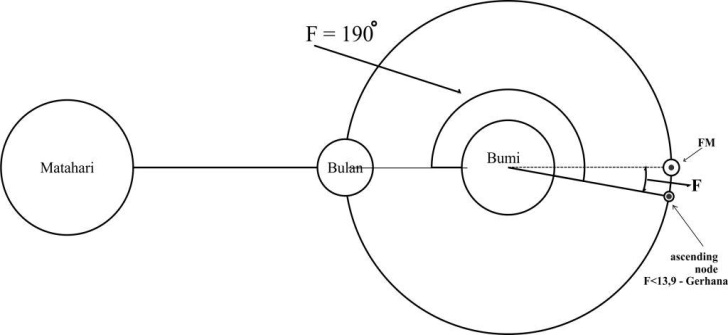 F = 190°
Matahari
Bulan
Bumi
FM
F
ascending
node
F<13,9 - Gerhana